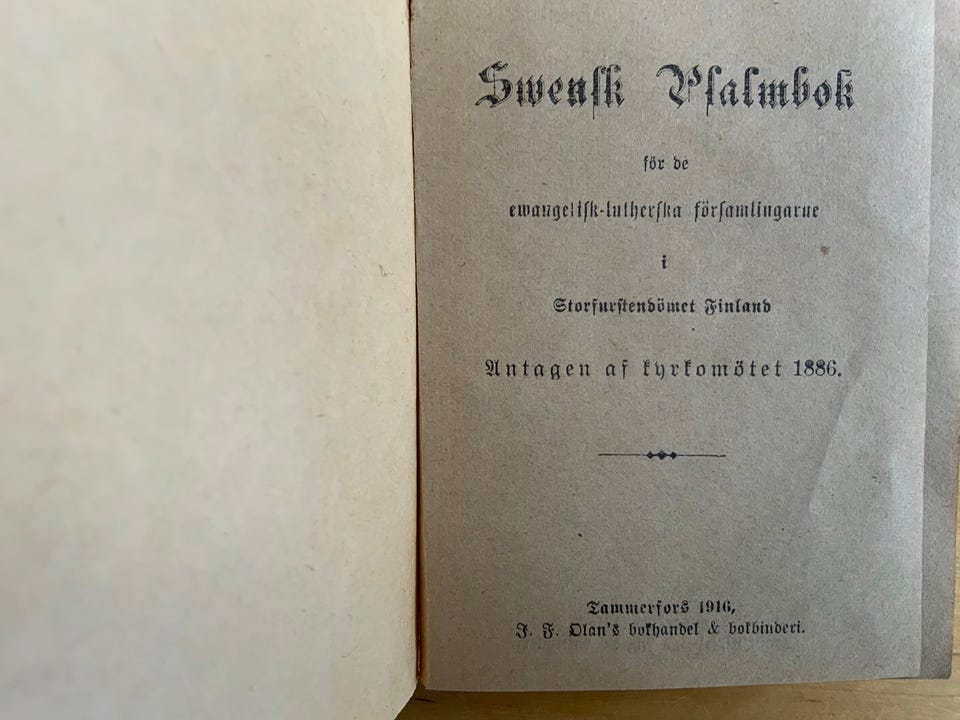 Swensk Psalmbok
för de
ewangelisk-lutherska församlingarne
i
Storfurstendömet Finland
Antagen af kyrkomötet 1886.
Tammerfors 1916,
J. F. Olan's bokhandel & bokbinderi.